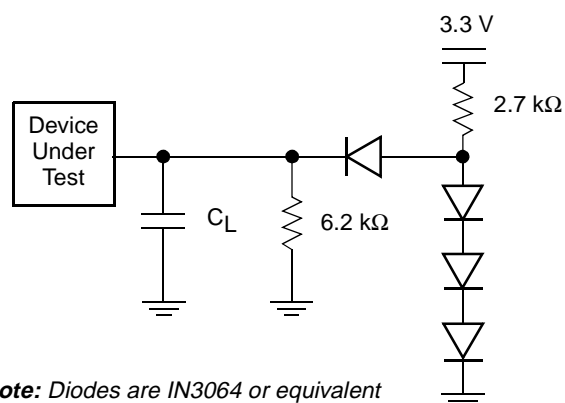 3.3 V
2.7 kΩ
Device
Under
Test
CL
6.2 kΩ
ote: Diodes are IN3064 or equivalent